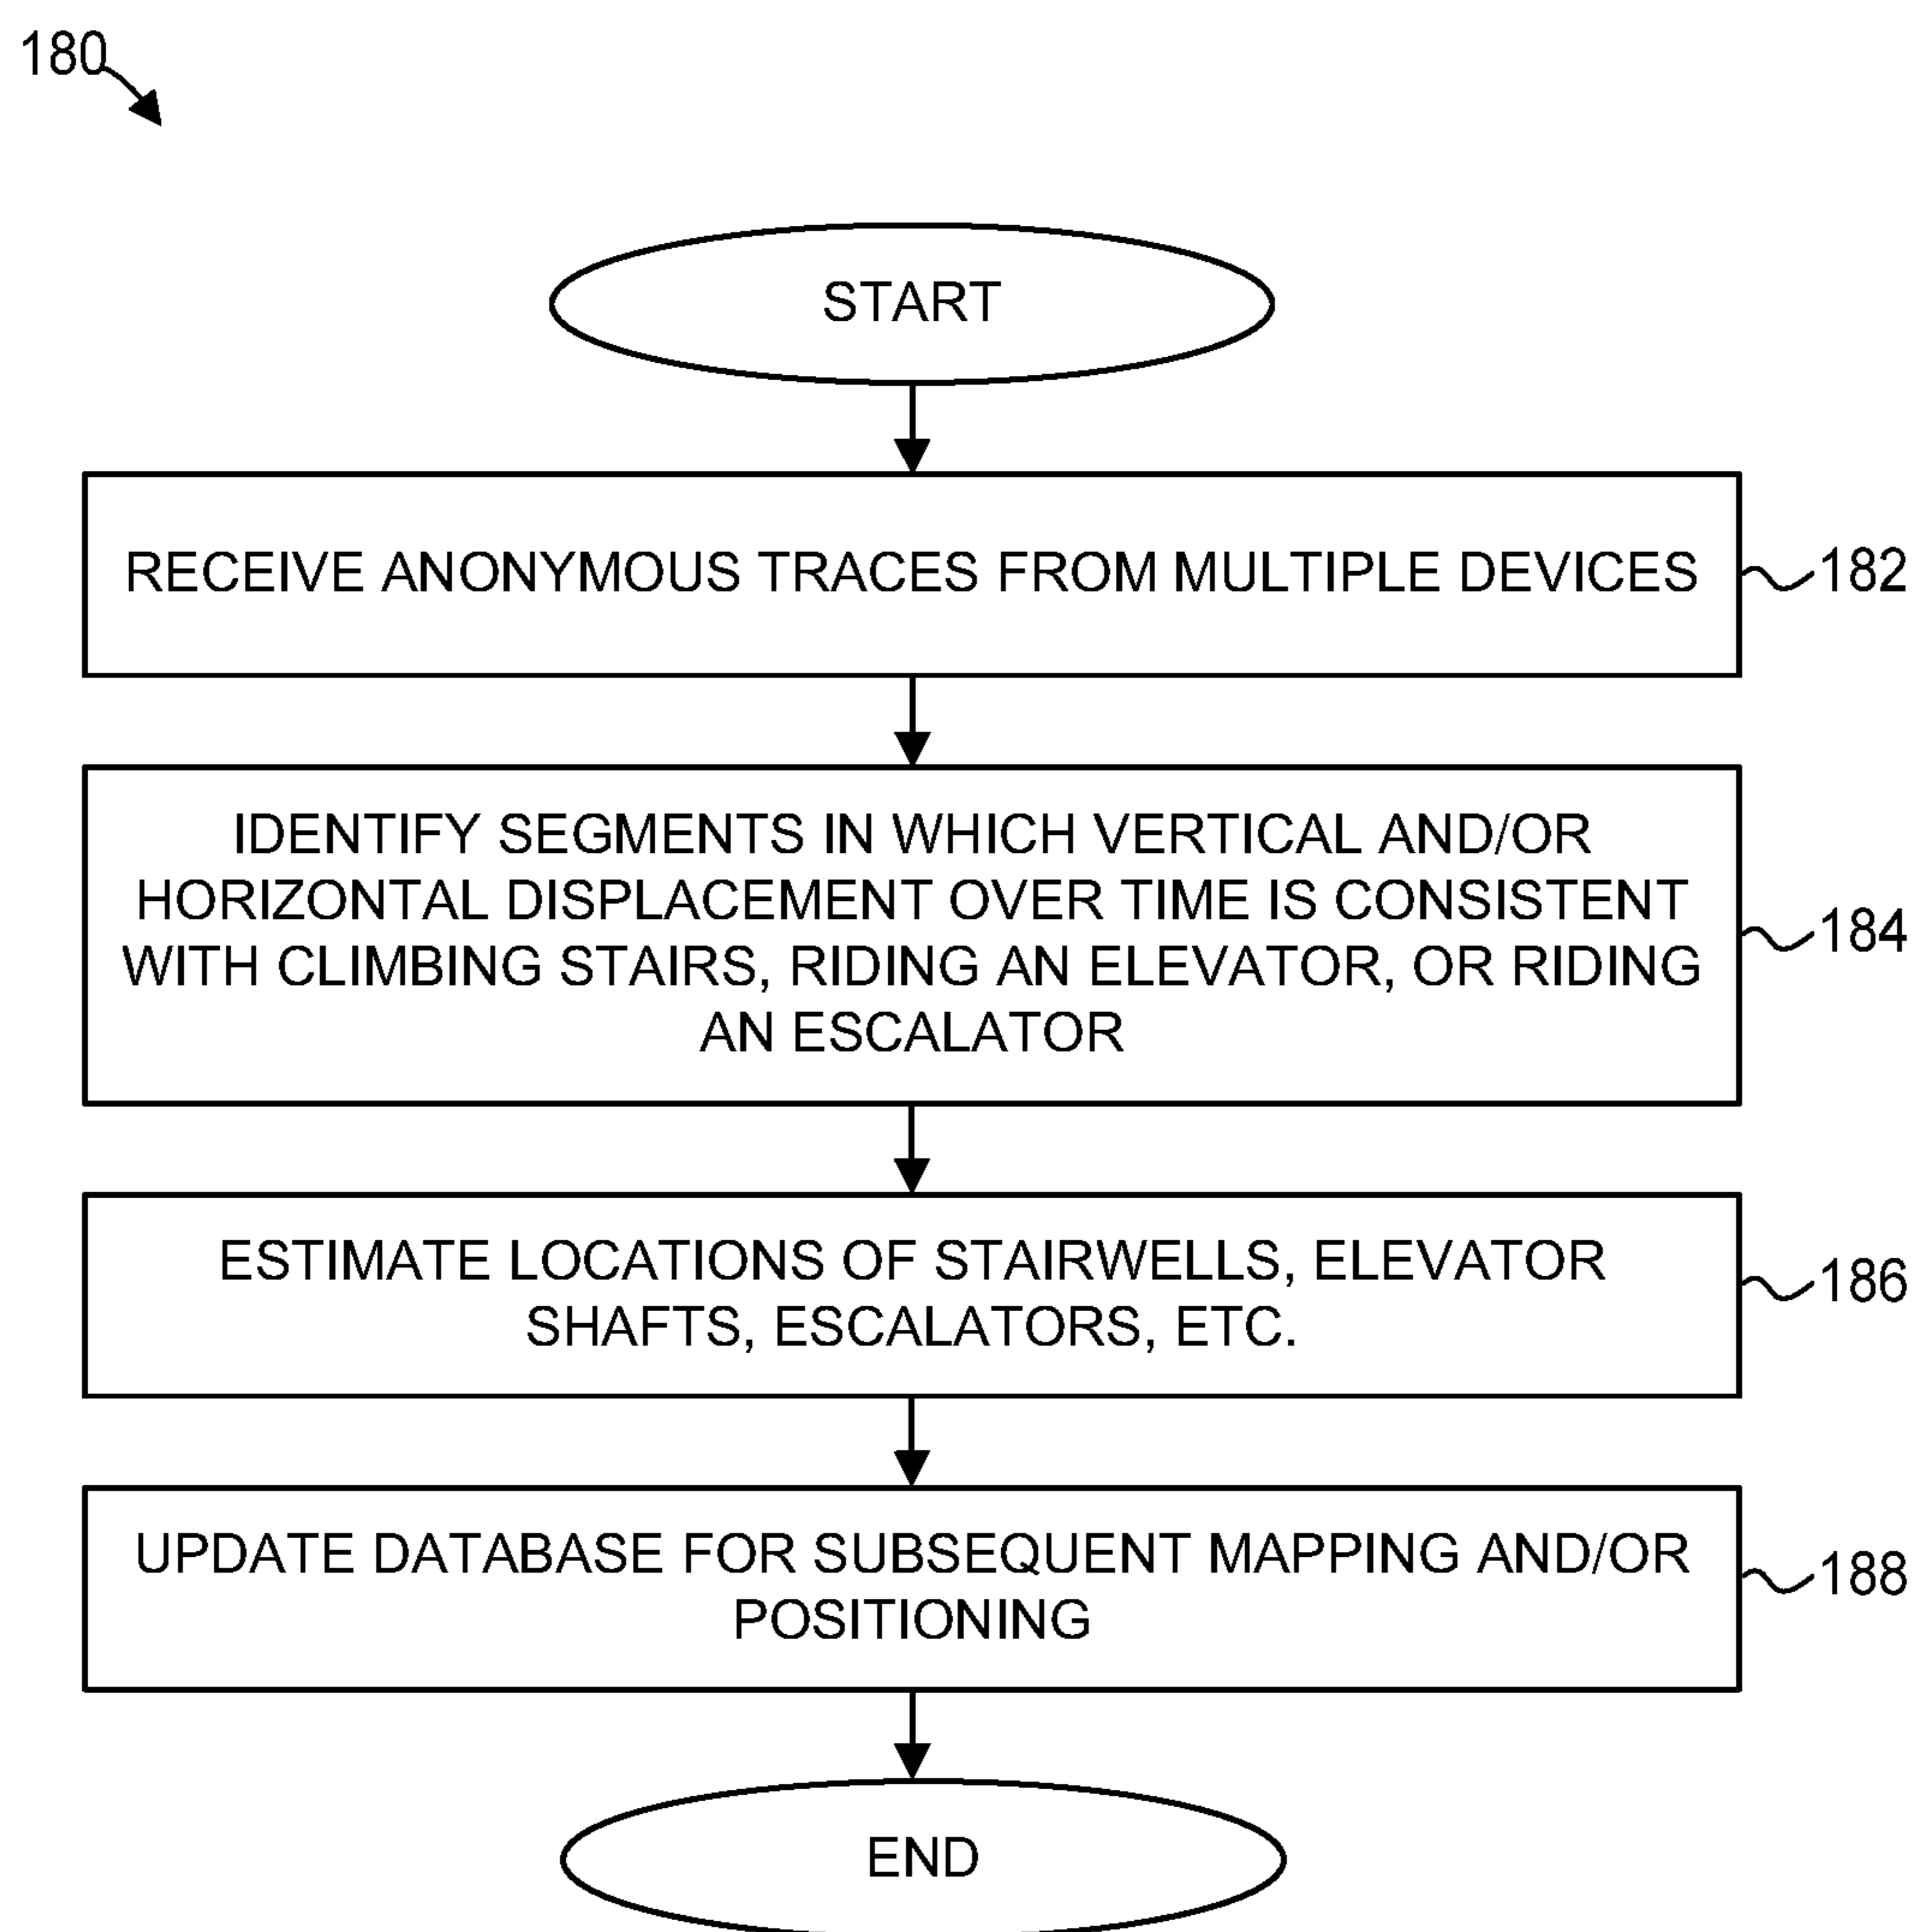 180
START
RECEIVE ANONYMOUS TRACES FROM MULTIPLE DEVICES
182
IDENTIFY SEGMENTS IN WHICH VERTICAL AND/OR
HORIZONTAL DISPLACEMENT OVER TIME IS CONSISTENT
WITH CLIMBING STAIRS, RIDING AN ELEVATOR, OR RIDING
AN ESCALATOR
184
ESTIMATE LOCATIONS OF STAIRWELLS, ELEVATOR
SHAFTS, ESCALATORS, ETC.
186
UPDATE DATABASE FOR SUBSEQUENT MAPPING AND/OR
POSITIONING
188
END